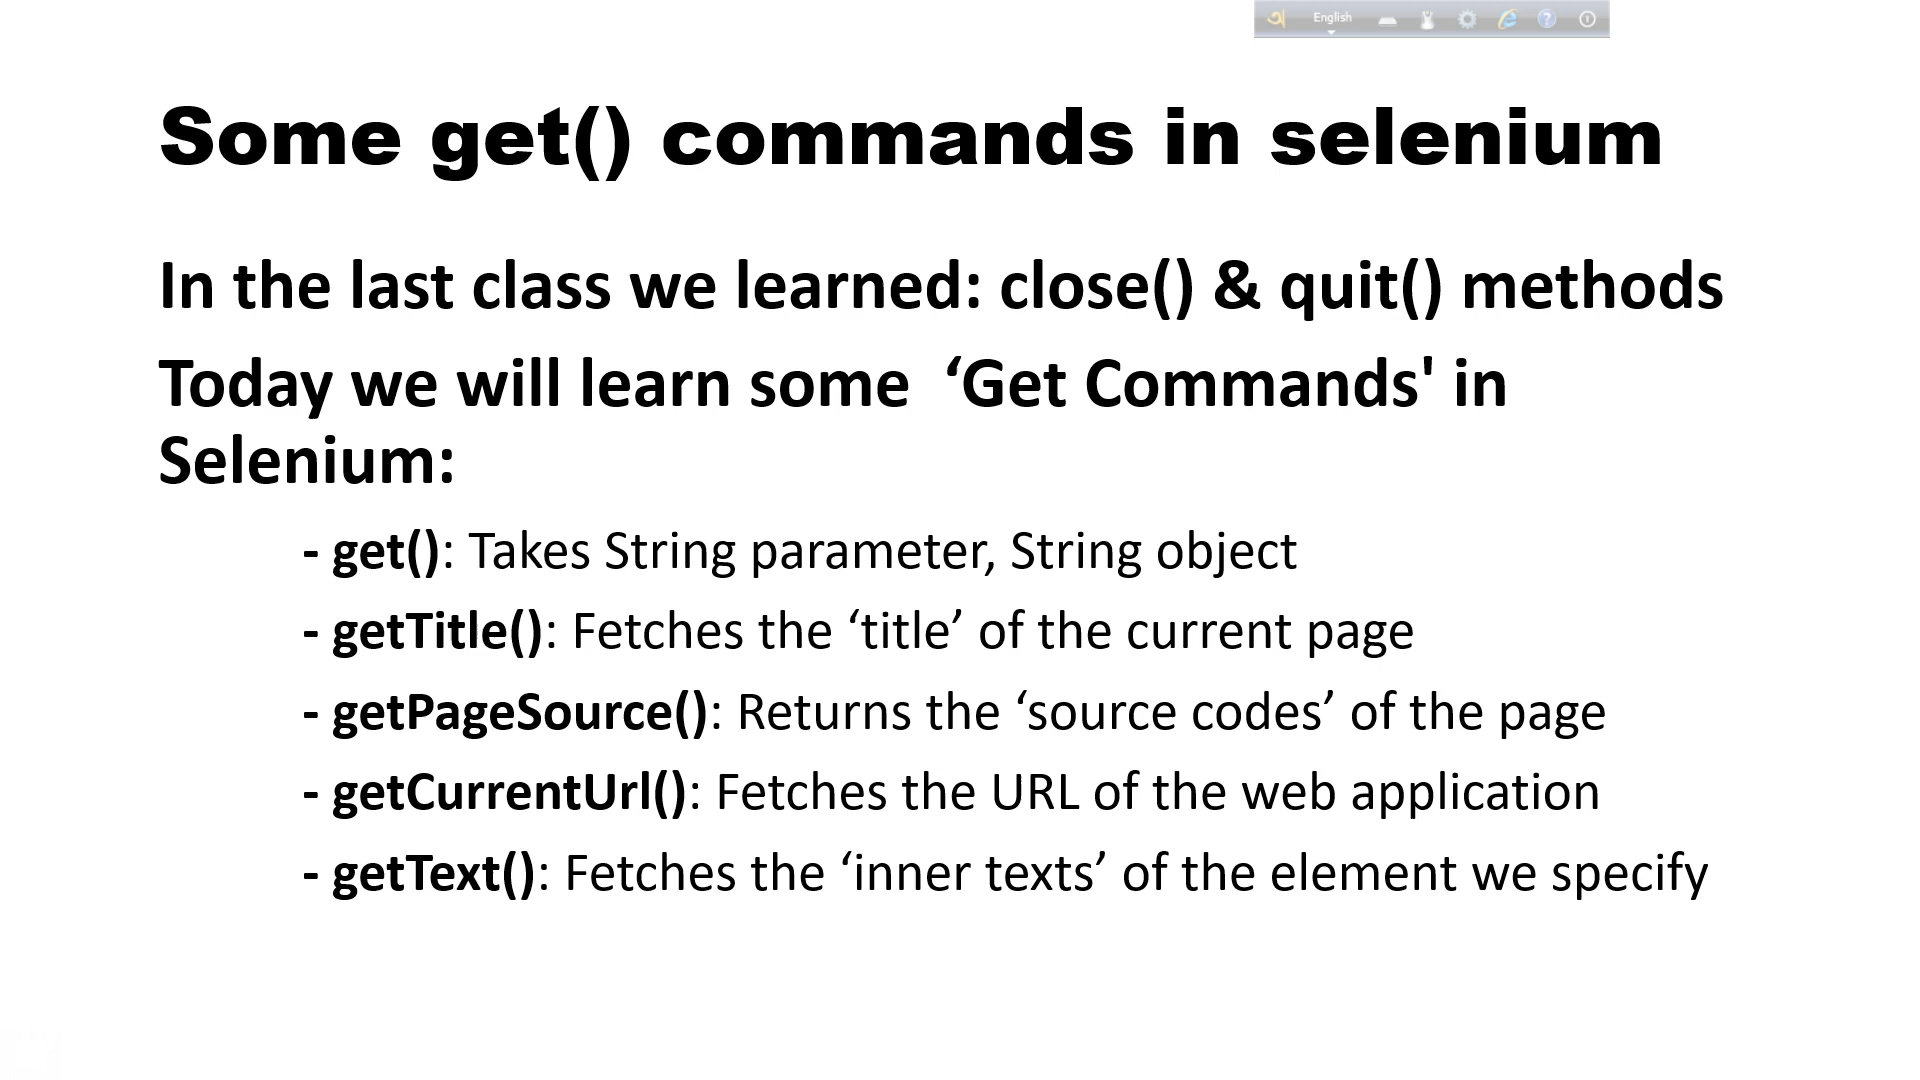 English
Some get() commands in selenium
In the last class we learned: close() & quit() methods
Today we will learn some  ‘Get Commands' in
Selenium:
- get(): Takes String parameter, String object
- getTitle(): Fetches the ‘title’ of the current page
- getPageSource(): Returns the ‘source codes’ of the page
- getCurrentUrl(): Fetches the URL of the web application
- getText(): Fetches the ‘inner texts’ of the element we specify